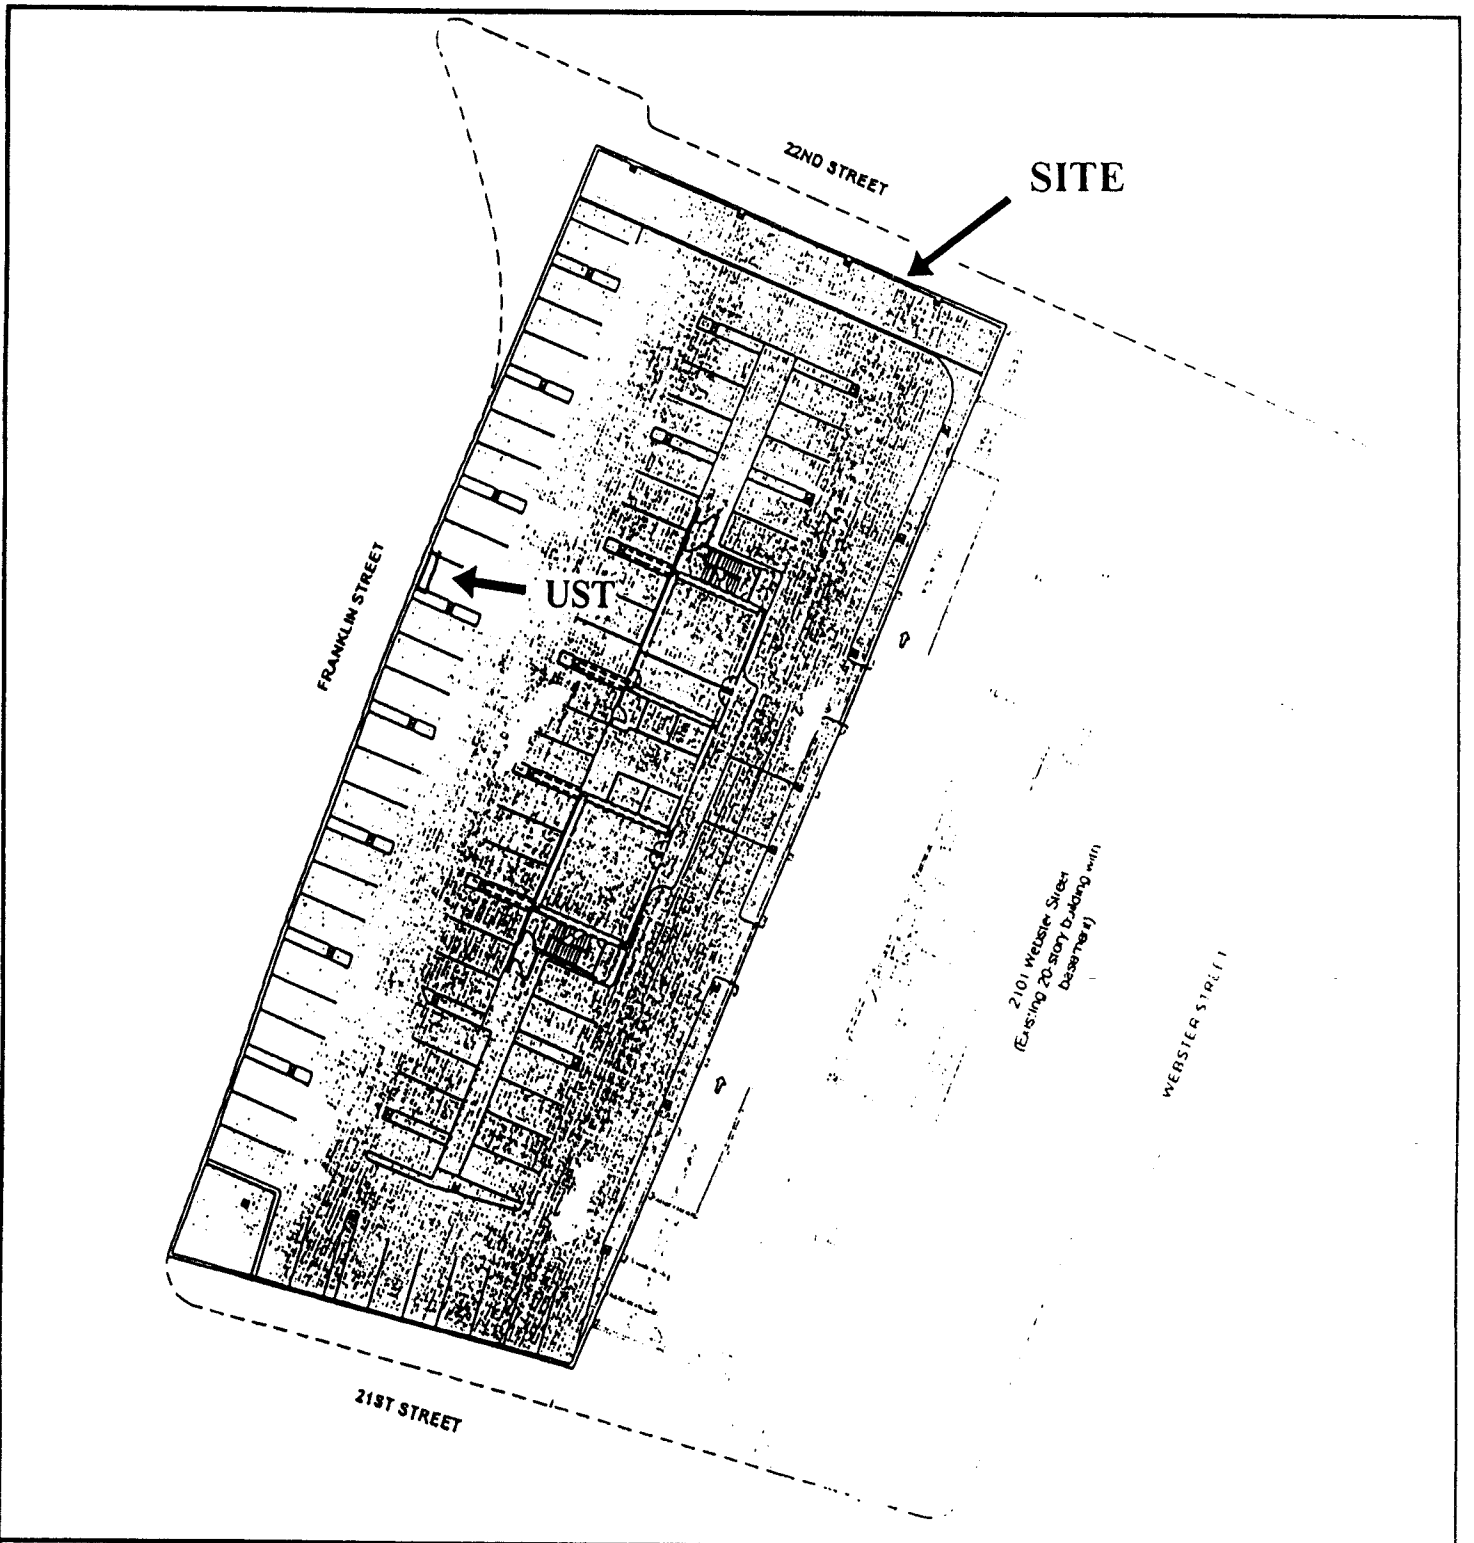 22ND STREET
SITE
FRANKLIN STREET
UST
2101 Webster Street
(Existing 20-story building with
basement)
WEBSTER STREET
21ST STREET